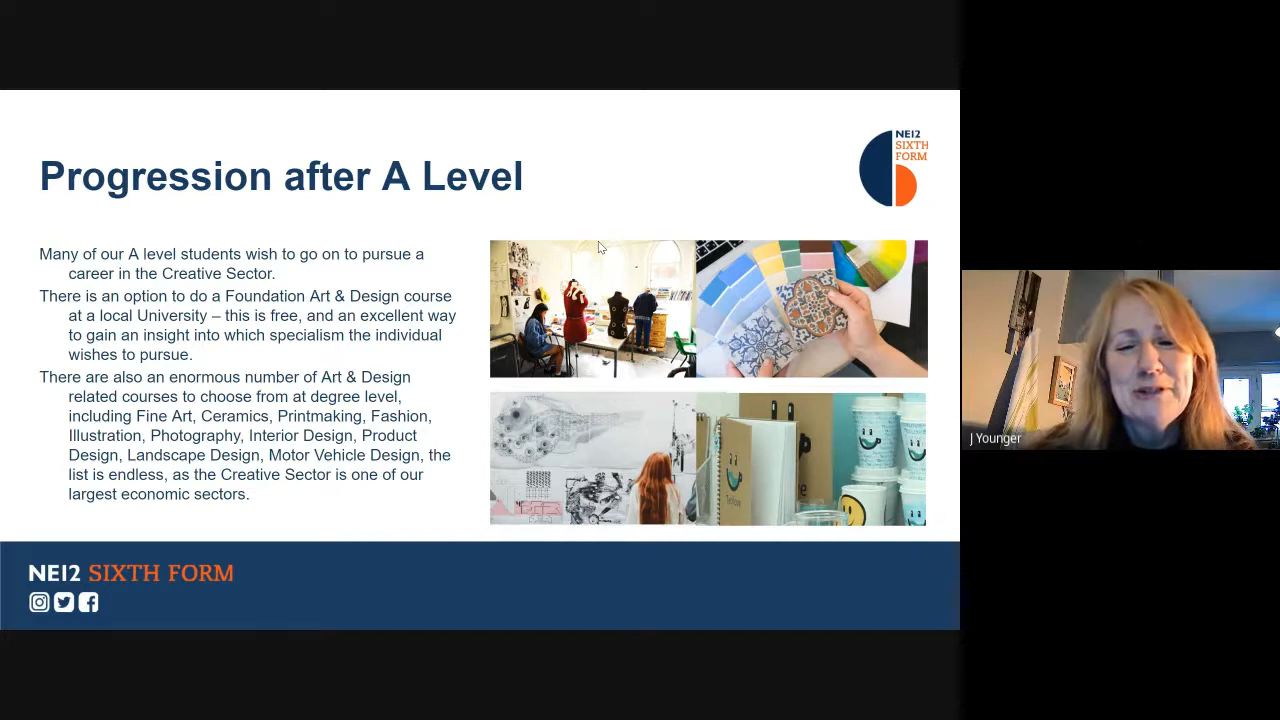 Progression after A Level
NE12
SIXTH
FORM
Many of our A level students wish to go on to pursue a
career in the Creative Sector.
There is an option to do a Foundation Art & Design course
at a local University – this is free, and an excellent way
to gain an insight into which specialism the individual
wishes to pursue.
There are also an enormous number of Art & Design
related courses to choose from at degree level,
including Fine Art, Ceramics, Printmaking, Fashion,
Illustration, Photography, Interior Design, Product
Design, Landscape Design, Motor Vehicle Design, the
list is endless, as the Creative Sector is one of our
largest economic sectors.
J Younger
NE12 SIXTH FORM